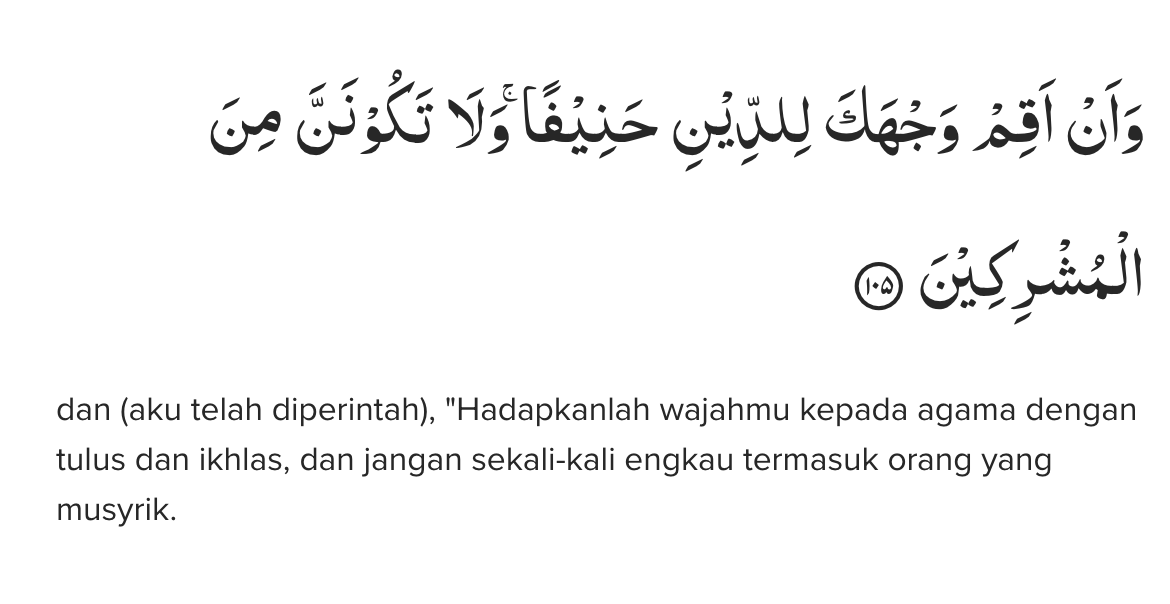 وَاَنْ اَقِمْ وَجْهَكَ لِلدِّيْنِ حَنِيْفًاۚ وَلَا تَكُوْنَنَّ مِنَ
الْمُشْرِكِيْنَ ۱۰۵
dan (aku telah diperintah), "Hadapkanlah wajahmu kepada agama dengan
tulus dan ikhlas, dan jangan sekali-kali engkau termasuk orang yang
musyrik.